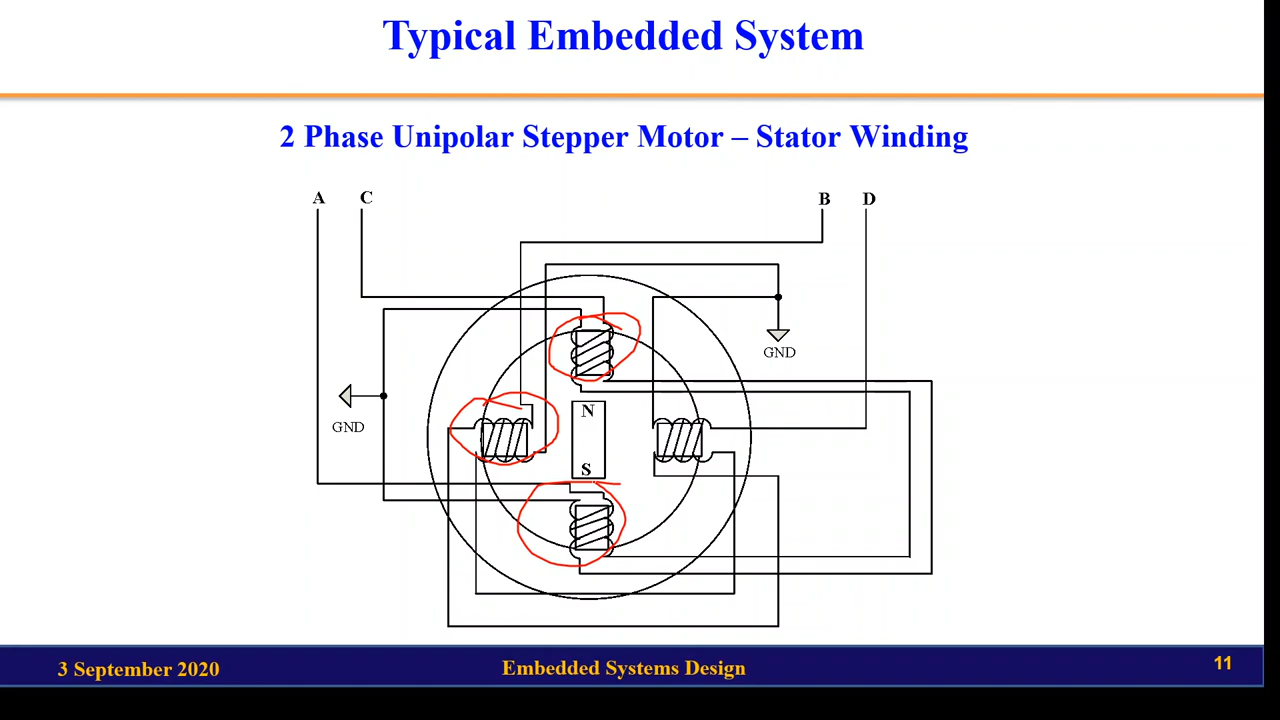 Typical Embedded System
2 Phase Unipolar Stepper Motor – Stator Winding
A C B D
GND
N
GND
S
3 September 2020 Embedded Systems Design 11